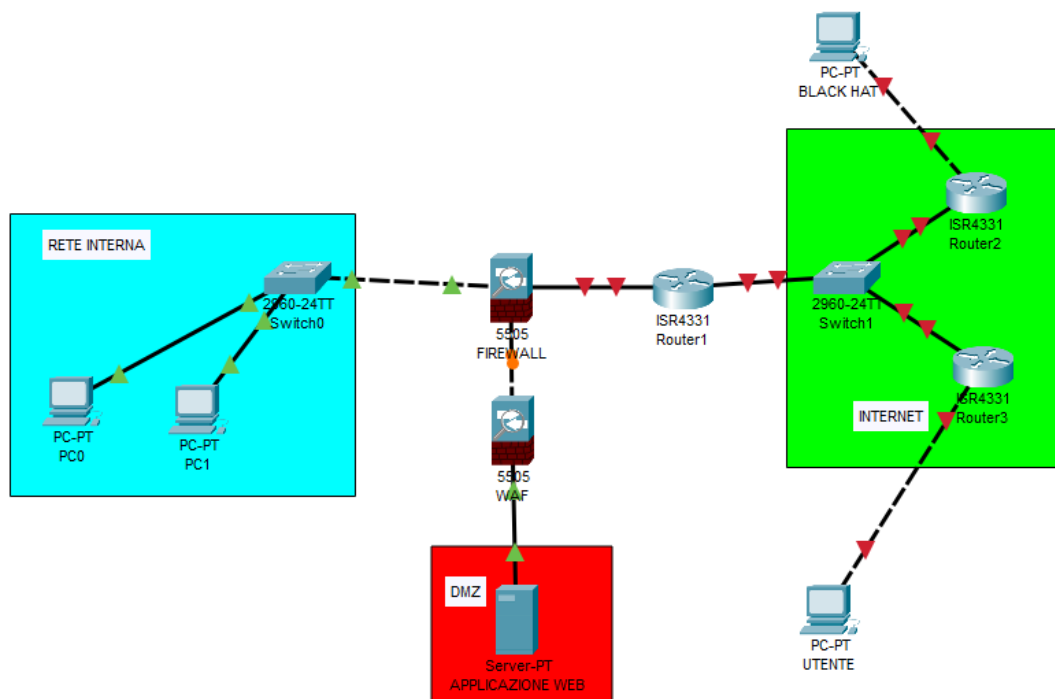 PC-PT
BLACK HAT
ISR4331
Router2
RETE INTERNA
2960-24TT
Switch0
5505
FIREWALL
ISR4331
Router1
2960-24TT
Switch1
ISR4331
Router3
INTERNET
PC-PT
PC0
PC-PT
PC1
5505
WAF
DMZ
Server-PT
APPLICAZIONE WEB
PC-PT
UTENTE